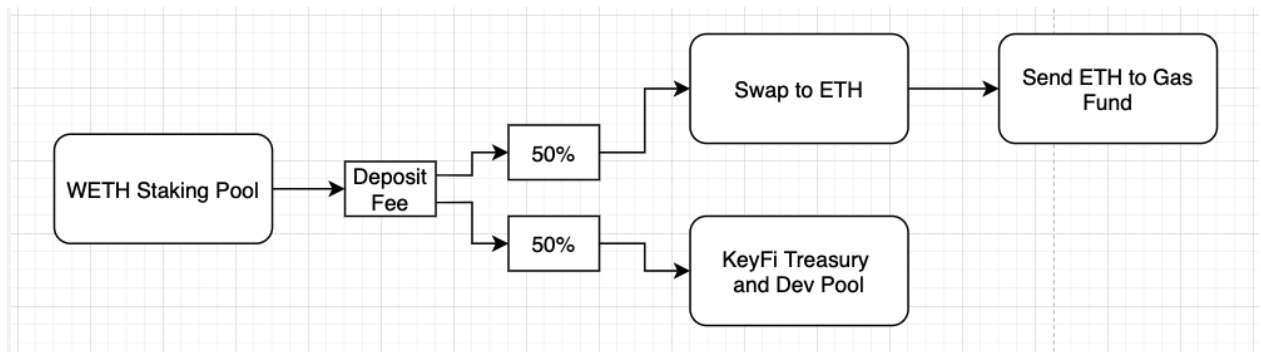 WETH Staking Pool
Deposit
Fee
50%
50%
Swap to ETH
Send ETH to Gas
Fund
KeyFi Treasury
and Dev Pool